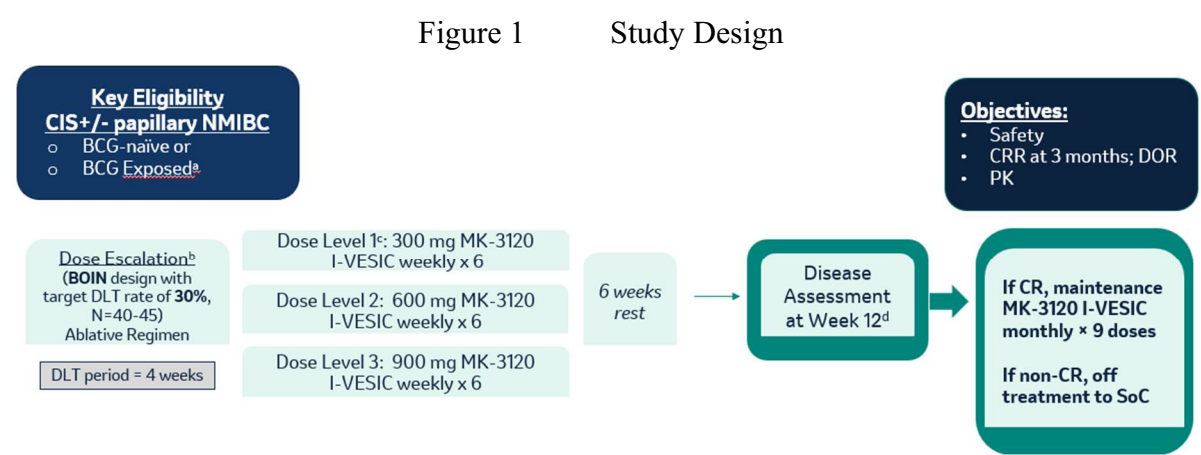 Figure 1 Study Design
Key Eligibility
CIS+/- papillary NMIBC
o BCG-naïve or
o BCG Exposedᵃ
Objectives:
• Safety
• CRR at 3 months; DOR
• PK
Dose Escalationᵇ
(BOIN design with
target DLT rate of 30%,
N=40-45)
Ablative Regimen
DLT period = 4 weeks
Dose Level 1ᶜ: 300 mg MK-3120
I-VESIC weekly x 6
Dose Level 2: 600 mg MK-3120
I-VESIC weekly x 6
Dose Level 3: 900 mg MK-3120
I-VESIC weekly x 6
6 weeks
rest
Disease
Assessment
at Week 12ᵈ
If CR, maintenance
MK-3120 I-VESIC
monthly × 9 doses
If non-CR, off
treatment to SoC